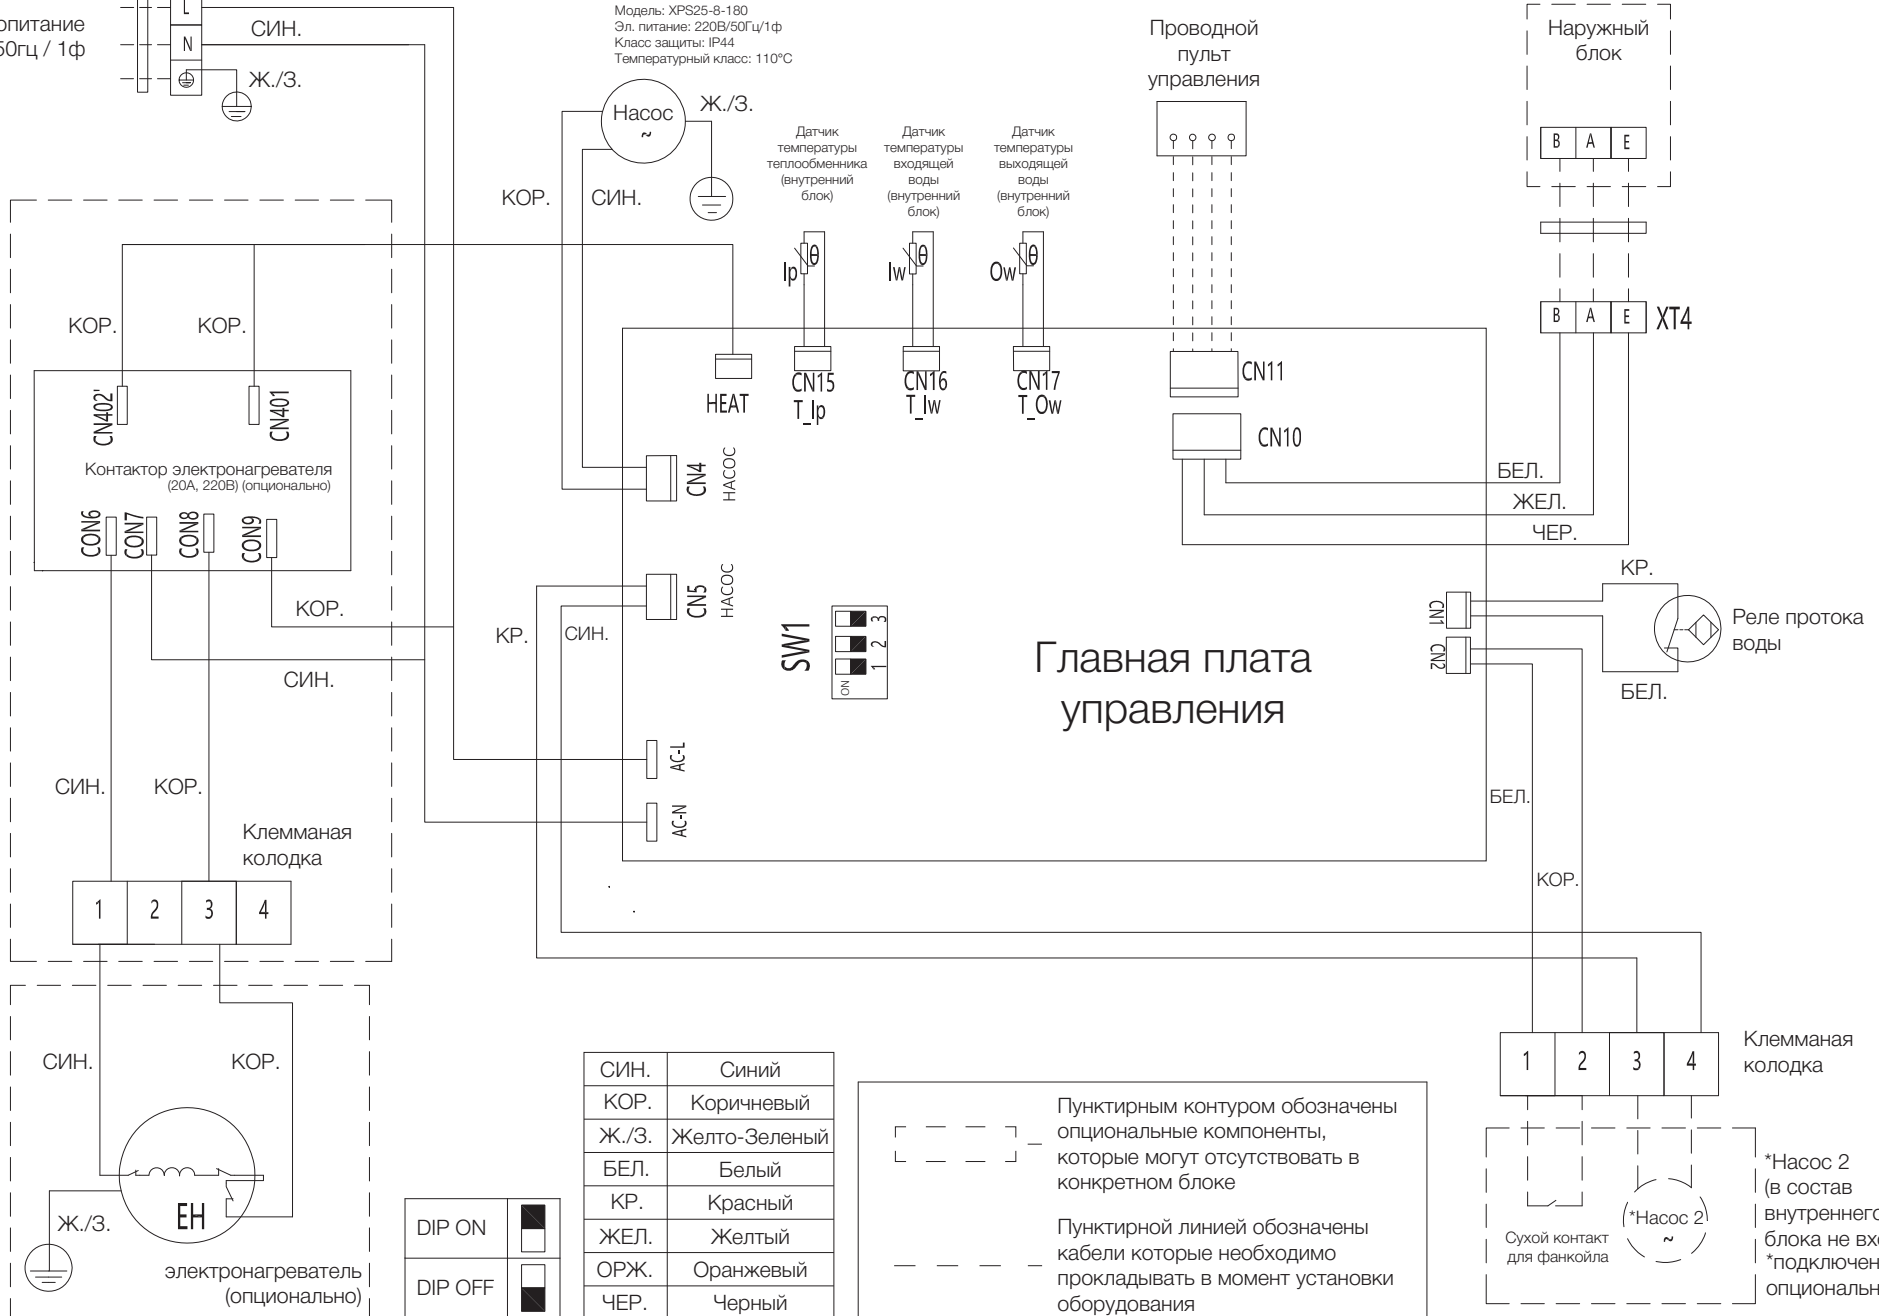 опитание
50гц / 1ф
L
N
СИН.
Ж./З.
Модель: XPS25-8-180
Эл. питание: 220В/50Гц/1ф
Класс защиты: IP44
Температурный класс: 110°C
Насос
~
Ж./З.
КОР.
СИН.
Датчик
температуры
теплообменника
(внутренний
блок)
Датчик
температуры
входящей
воды
(внутренний
блок)
Датчик
температуры
выходящей
воды
(внутренний
блок)
Проводной
пульт
управления
Наружный
блок
B A E
Ip θ
Iw θ
Ow θ
B A E XT4
КОР.
КОР.
CN402'
CN401
Контактор электронагревателя
(20А, 220В) (опционально)
CON6
CON7
CON8
CON9
HEAT
CN15
T_Ip
CN16
T_Iw
CN17
T_Ow
CN11
CN10
CN4
НАСОС
CN5
НАСОС
БЕЛ.
ЖЕЛ.
ЧЕР.
КОР.
СИН.
КР.
СИН.
SW1
ON
1 2 3
Главная плата
управления
CN1
CN2
КР.
Реле протока
воды
БЕЛ.
AC-L
AC-N
СИН.
КОР.
БЕЛ.
КОР.
Клемманая
колодка
1 2 3 4
СИН.
КОР.
EH
Ж./З.
электронагреватель
(опционально)
DIP ON
DIP OFF
СИН. Синий
КОР. Коричневый
Ж./З. Желто-Зеленый
БЕЛ. Белый
КР. Красный
ЖЕЛ. Желтый
ОРЖ. Оранжевый
ЧЕР. Черный
Пунктирным контуром обозначены
опциональные компоненты,
которые могут отсутствовать в
конкретном блоке
Пунктирной линией обозначены
кабели которые необходимо
прокладывать в момент установки
оборудования
1 2 3 4
Клемманая
колодка
Сухой контакт
для фанкойла
*Насос 2
~
*Насос 2
(в состав
внутреннего
блока не вх
*подключен
опциональн